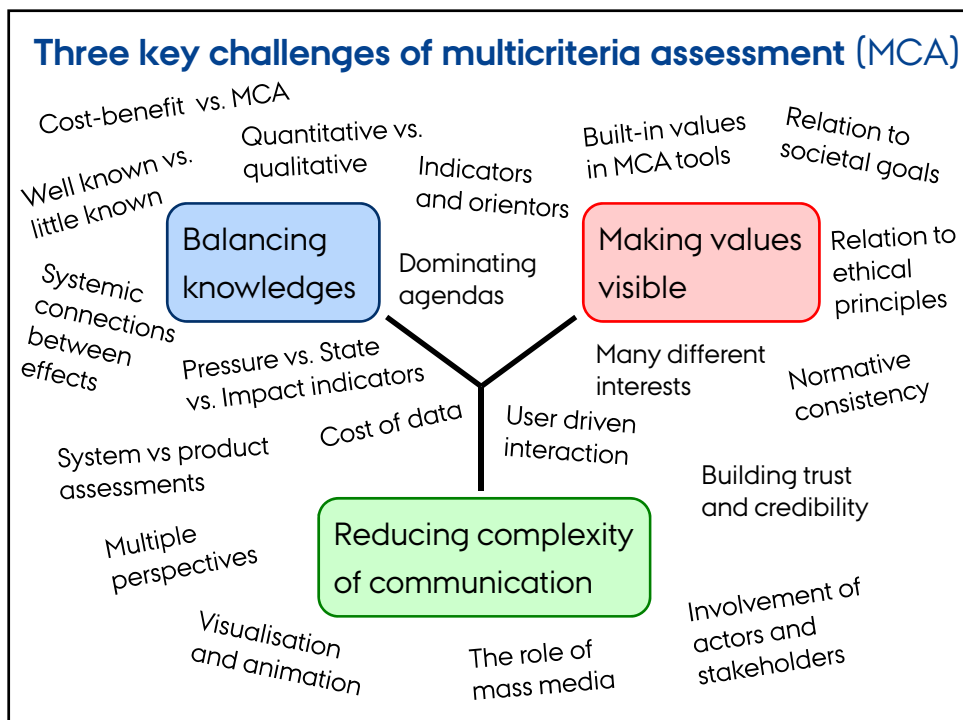 Three key challenges of multicriteria assessment (MCA)
Cost-benefit vs. MCA
Quantitative vs.
qualitative
Built-in values
in MCA tools
Relation to
societal goals
Well known vs.
little known
Indicators
and orientors
Balancing
knowledges
Dominating
agendas
Making values
visible
Relation to
ethical
principles
Systemic
connections
between
effects
Pressure vs. State
vs. Impact indicators
Many different
interests
Normative
consistency
Cost of data
User driven
interaction
System vs product
assessments
Building trust
and credibility
Multiple
perspectives
Reducing complexity
of communication
Visualisation
and animation
The role of
mass media
Involvement of
actors and
stakeholders